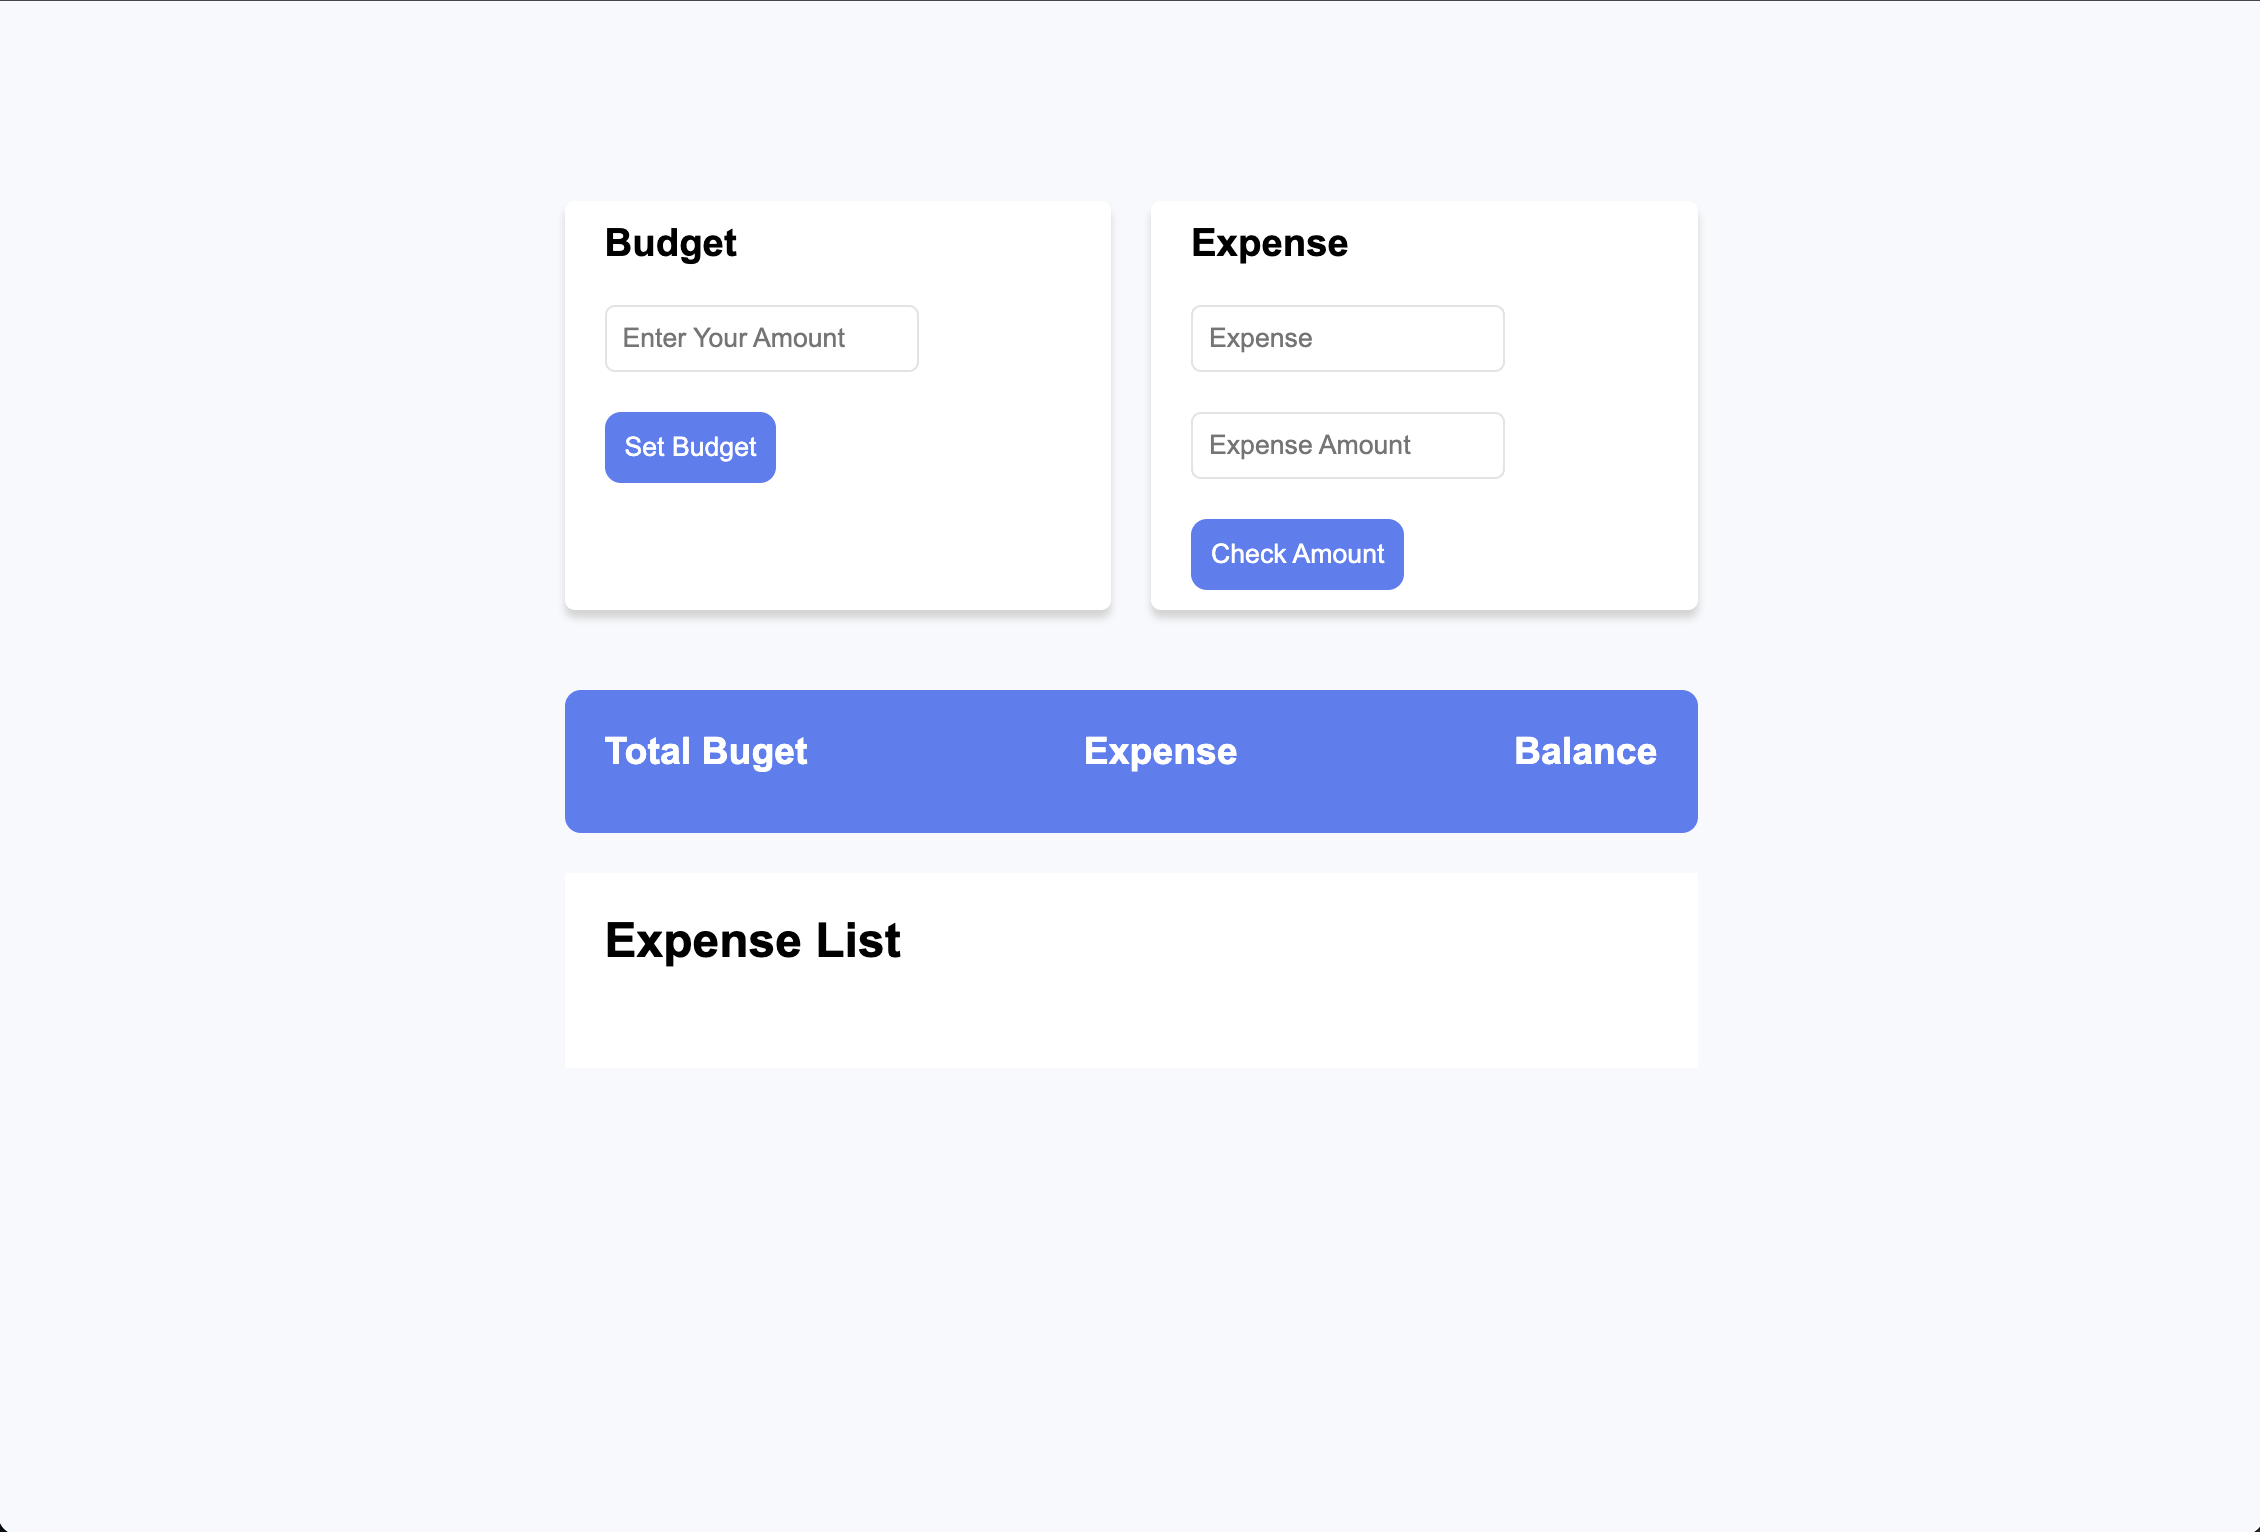 Budget
Enter Your Amount
Set Budget
Expense
Expense
Expense Amount
Check Amount
Total Buget
Expense
Balance
Expense List